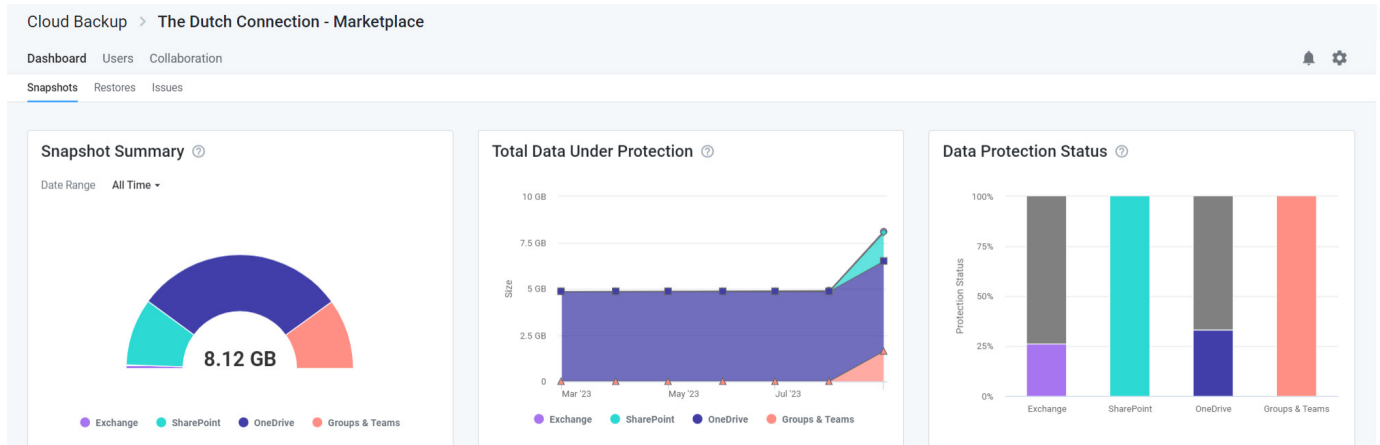 Cloud Backup > The Dutch Connection - Marketplace
Dashboard Users Collaboration
Snapshots Restores Issues
Snapshot Summary ?
Date Range All Time
8.12 GB
Exchange SharePoint OneDrive Groups & Teams
Total Data Under Protection ?
10 GB
7.5 GB
5 GB
2.5 GB
0
Size
Mar '23 May '23 Jul '23
Exchange SharePoint OneDrive Groups & Teams
Data Protection Status ?
100%
75%
50%
25%
0%
Protection Status
Exchange SharePoint OneDrive Groups & Teams